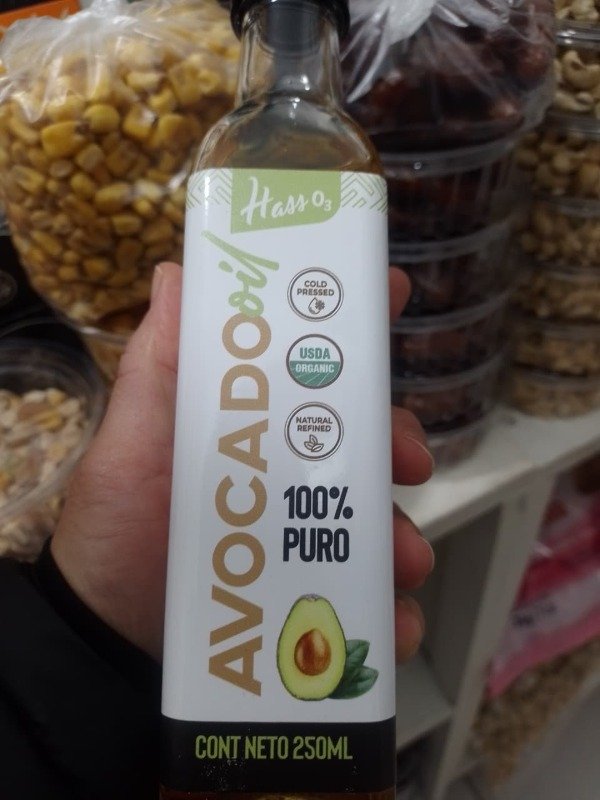 Hass O₃
AVOCADO oil
COLD
PRESSED
USDA
ORGANIC
NATURAL
REFINED
100%
PURO
CONT NETO 250ML